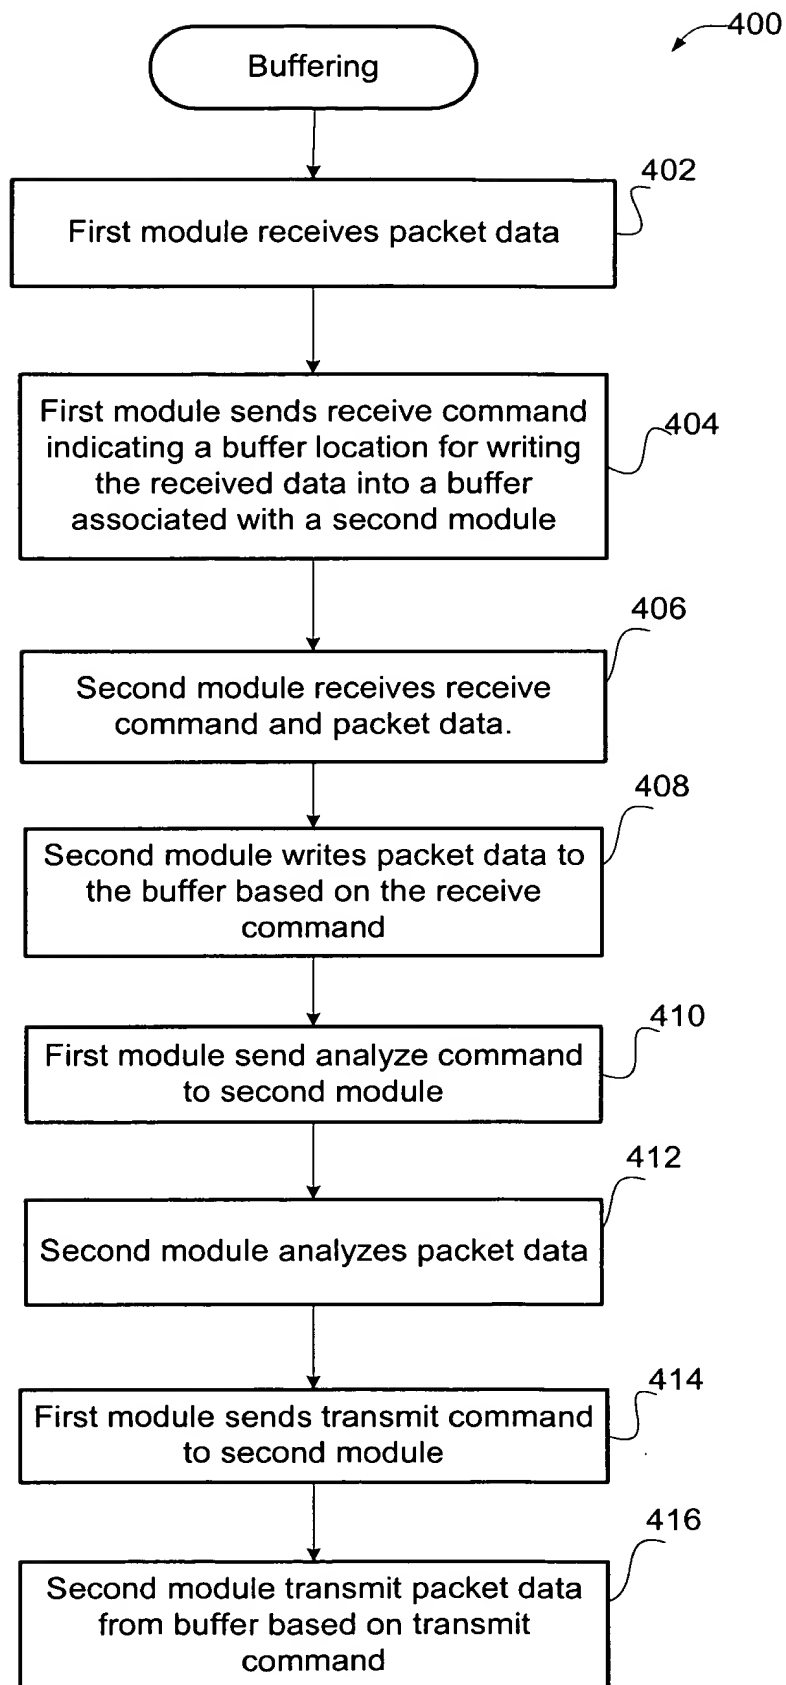 400
Buffering
402
First module receives packet data
First module sends receive command
indicating a buffer location for writing
the received data into a buffer
associated with a second module
404
406
Second module receives receive
command and packet data.
408
Second module writes packet data to
the buffer based on the receive
command
410
First module send analyze command
to second module
412
Second module analyzes packet data
414
First module sends transmit command
to second module
416
Second module transmit packet data
from buffer based on transmit
command